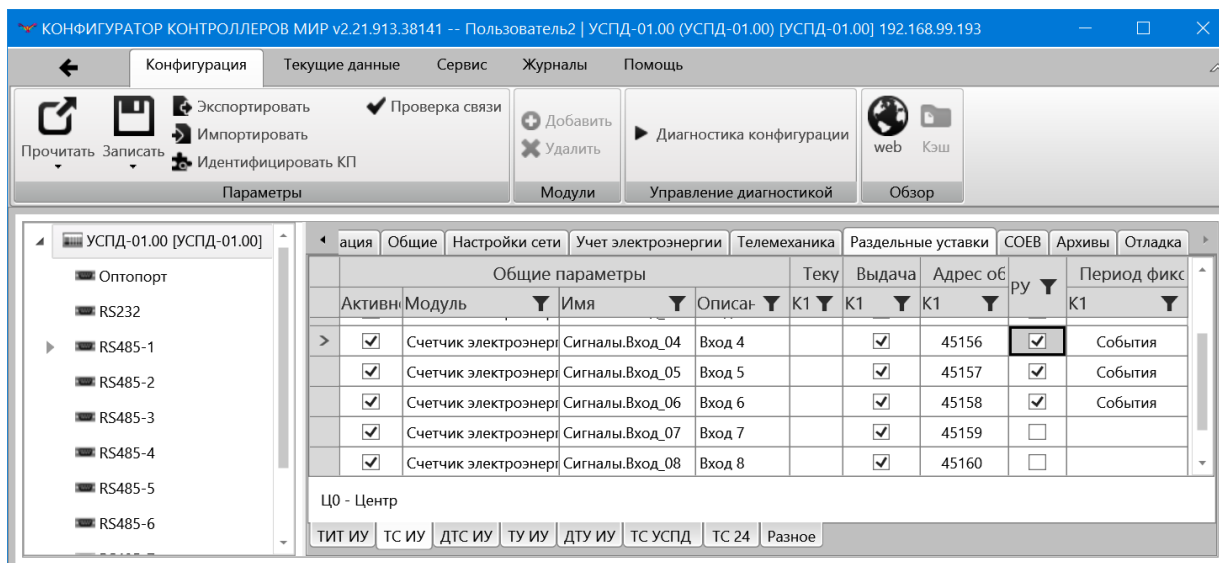 КОНФИГУРАТОР КОНТРОЛЛЕРОВ МИР v2.21.913.38141 -- Пользователь2 | УСПД-01.00 (УСПД-01.00) [УСПД-01.00] 192.168.99.193
Конфигурация Текущие данные Сервис Журналы Помощь
Прочитать Записать
Экспортировать Проверка связи
Импортировать
Идентифицировать КП
Параметры
Добавить
Удалить
Модули
Диагностика конфигурации
Управление диагностикой
web Кэш
Обзор
УСПД-01.00 [УСПД-01.00]
Оптопорт
RS232
RS485-1
RS485-2
RS485-3
RS485-4
RS485-5
RS485-6
ация Общие Настройки сети Учет электроэнергии Телемеханика Раздельные уставки СОЕВ Архивы Отладка
Общие параметры Теку Выдача Адрес об РУ Период фикс
Активн Модуль Имя Описан К1 К1 К1 К1
Счетчик электроэнерг Сигналы.Вход_04 Вход 4 45156 События
Счетчик электроэнерг Сигналы.Вход_05 Вход 5 45157 События
Счетчик электроэнерг Сигналы.Вход_06 Вход 6 45158 События
Счетчик электроэнерг Сигналы.Вход_07 Вход 7 45159
Счетчик электроэнерг Сигналы.Вход_08 Вход 8 45160
Ц0 - Центр
ТИТ ИУ ТС ИУ ДТС ИУ ТУ ИУ ДТУ ИУ ТС УСПД ТС 24 Разное